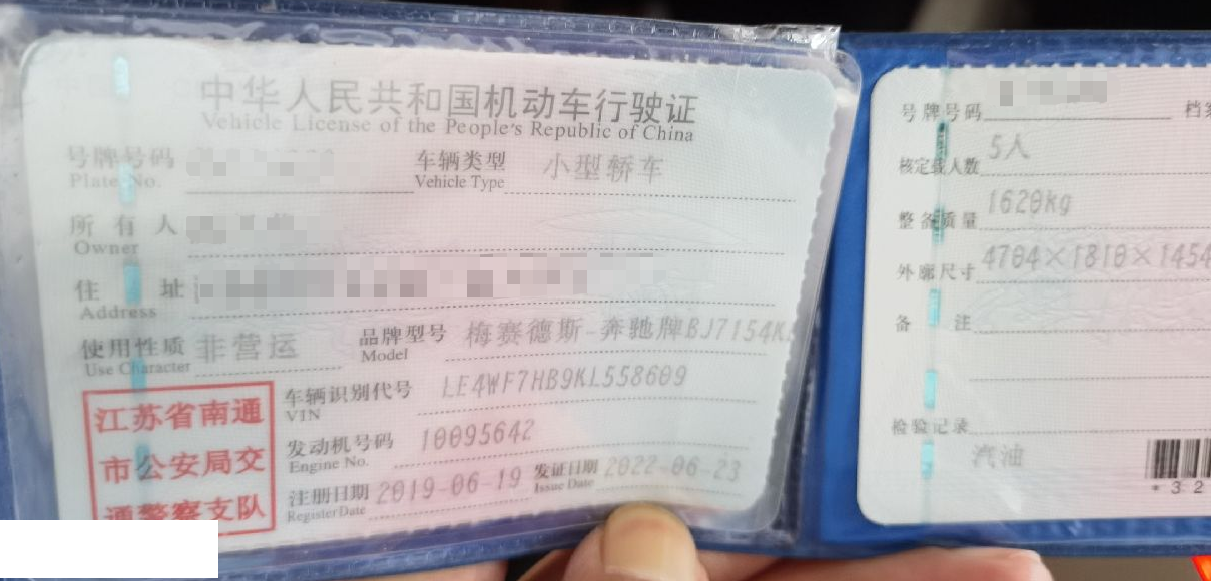 中华人民共和国机动车行驶证
Vehicle License of the People's Republic of China
号牌号码
Plate No.
车辆类型 小型轿车
Vehicle Type
所有人
Owner
住址
Address
使用性质 非营运
Use Character
品牌型号 梅赛德斯-奔驰牌BJ7154K
Model
车辆识别代号 LE4WF7HB9KL558609
VIN
发动机号码 10095642
Engine No.
注册日期 2019-06-19
Register Date
发证日期 2022-06-23
Issue Date
江苏省南通
市公安局交
通警察支队
号牌号码
档案
核定载人数 5人
整备质量 1620kg
外廓尺寸 4704×1810×1454
备注
检验记录
汽油
*32